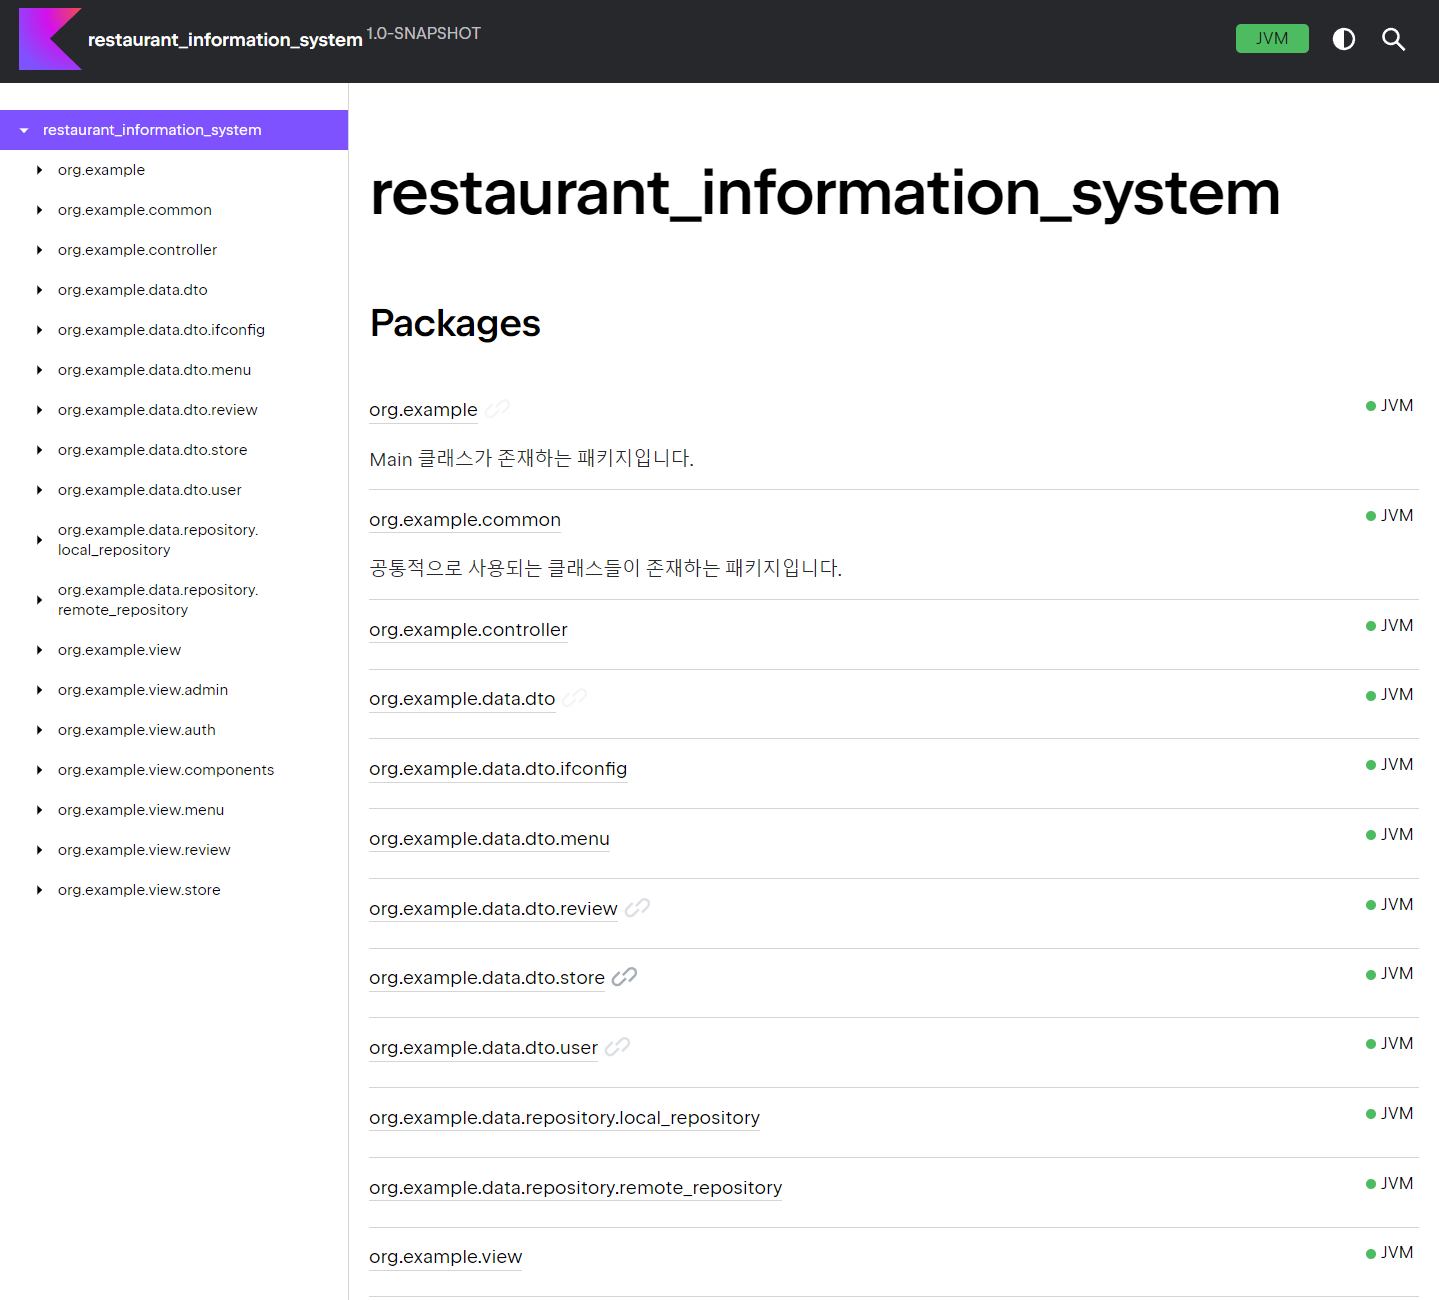 restaurant_information_system 1.0-SNAPSHOT
JVM
restaurant_information_system
org.example
org.example.common
org.example.controller
org.example.data.dto
org.example.data.dto.ifconfig
org.example.data.dto.menu
org.example.data.dto.review
org.example.data.dto.store
org.example.data.dto.user
org.example.data.repository.
local_repository
org.example.data.repository.
remote_repository
org.example.view
org.example.view.admin
org.example.view.auth
org.example.view.components
org.example.view.menu
org.example.view.review
org.example.view.store
restaurant_information_system
Packages
org.example JVM
Main 클래스가 존재하는 패키지입니다.
org.example.common JVM
공통적으로 사용되는 클래스들이 존재하는 패키지입니다.
org.example.controller JVM
org.example.data.dto JVM
org.example.data.dto.ifconfig JVM
org.example.data.dto.menu JVM
org.example.data.dto.review JVM
org.example.data.dto.store JVM
org.example.data.dto.user JVM
org.example.data.repository.local_repository JVM
org.example.data.repository.remote_repository JVM
org.example.view JVM